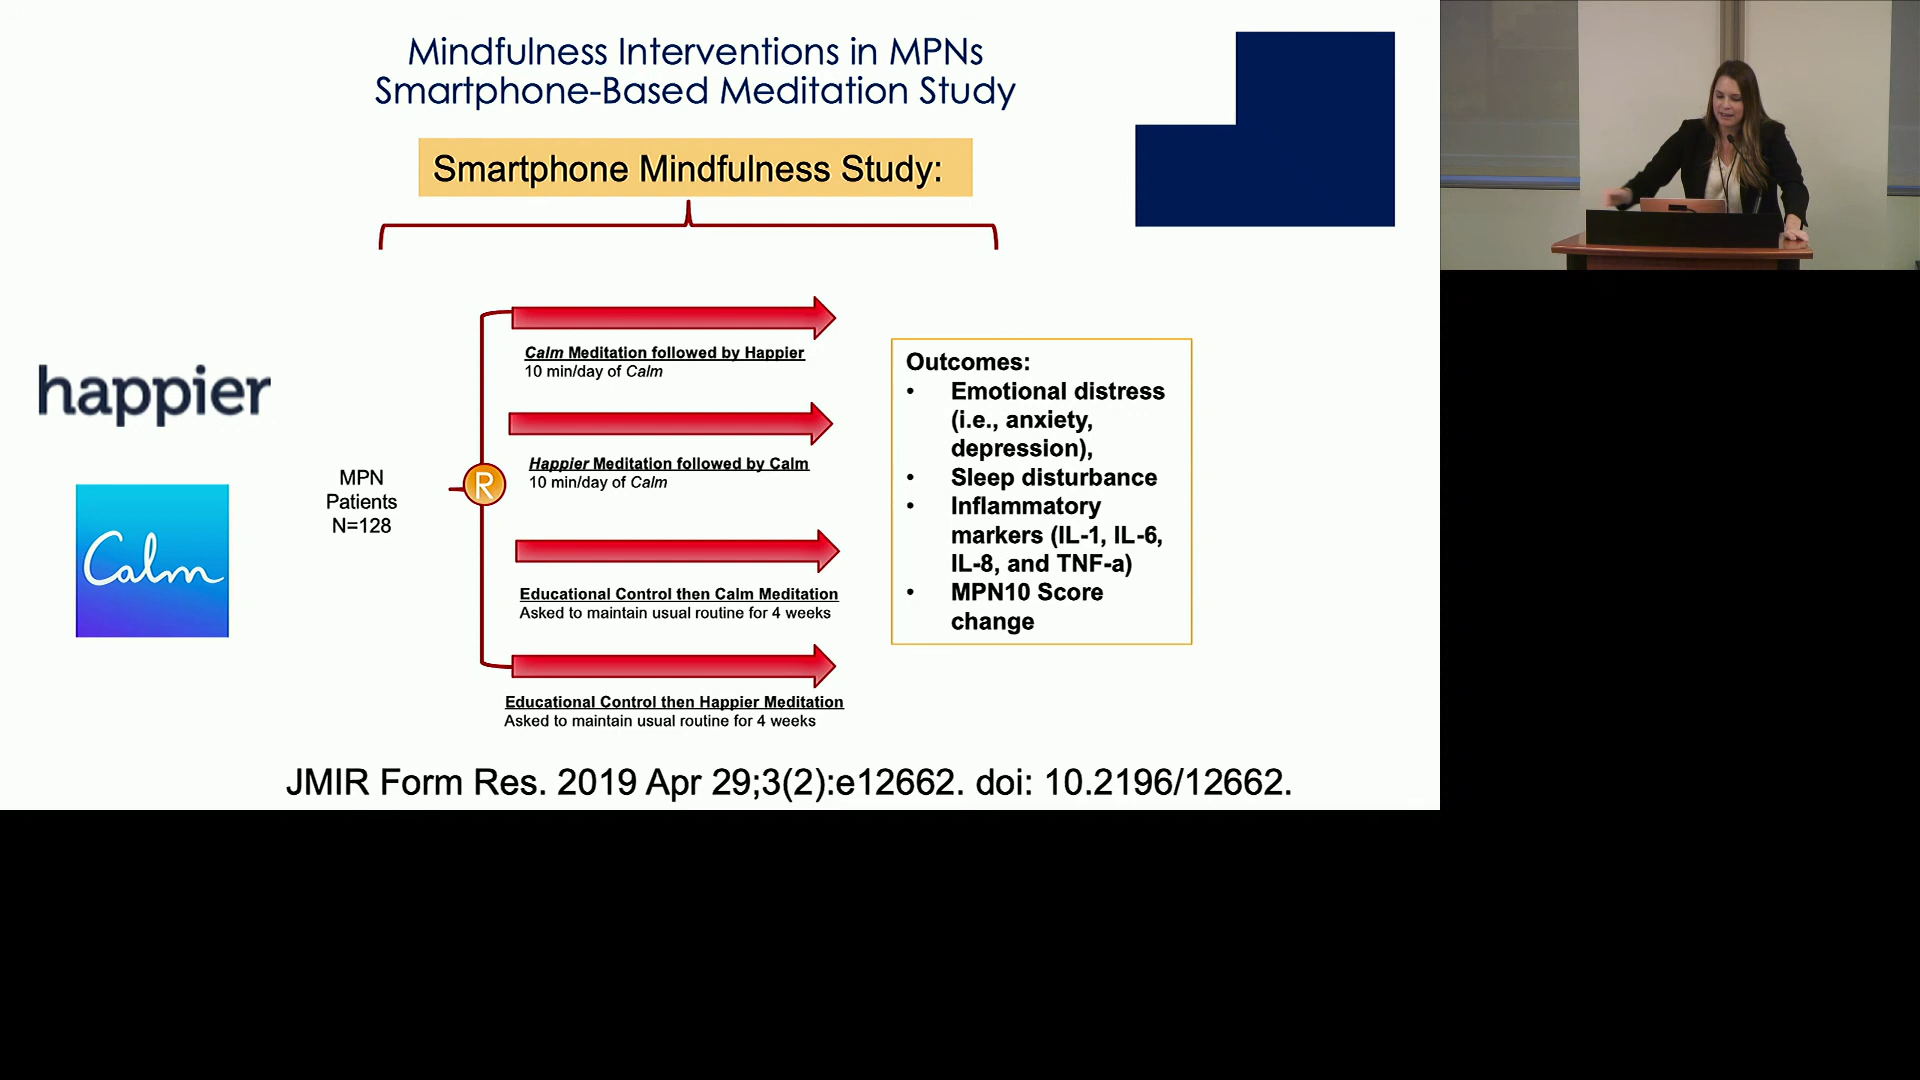 Mindfulness Interventions in MPNs
Smartphone-Based Meditation Study
Smartphone Mindfulness Study:
happier
Calm
MPN
Patients
N=128
R
Calm Meditation followed by Happier
10 min/day of Calm
Happier Meditation followed by Calm
10 min/day of Calm
Educational Control then Calm Meditation
Asked to maintain usual routine for 4 weeks
Educational Control then Happier Meditation
Asked to maintain usual routine for 4 weeks
Outcomes:
• Emotional distress
(i.e., anxiety,
depression),
• Sleep disturbance
• Inflammatory
markers (IL-1, IL-6,
IL-8, and TNF-a)
• MPN10 Score
change
JMIR Form Res. 2019 Apr 29;3(2):e12662. doi: 10.2196/12662.